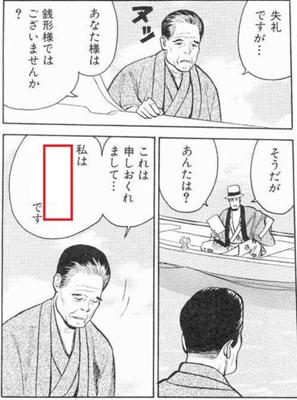 失礼
ですが…
あなた様は
銭形様では
ございませんか
？
そうだが
あんたは？
これは
申しおくれ
まして…
私は
です